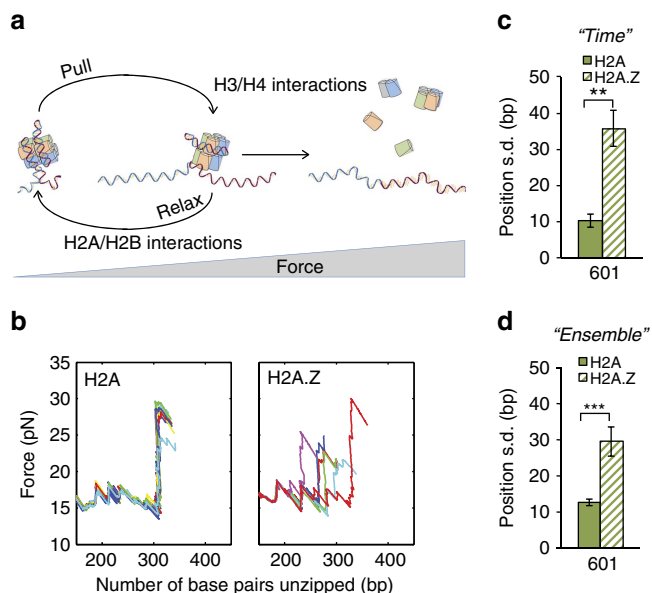 a
Pull
H3/H4 interactions
Relax
H2A/H2B interactions
Force
b
H2A
H2A.Z
Force (pN)
35
30
25
20
15
10
200 300 400
200 300 400
Number of base pairs unzipped (bp)
c
"Time"
H2A
H2A.Z
**
Position s.d. (bp)
50
40
30
20
10
0
601
d
"Ensemble"
H2A
H2A.Z
***
Position s.d. (bp)
50
40
30
20
10
0
601